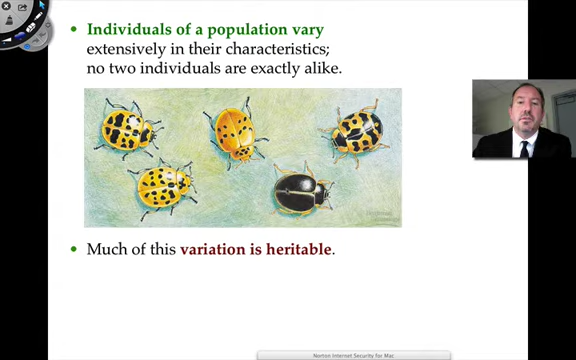 Individuals of a population vary
extensively in their characteristics;
no two individuals are exactly alike.
Much of this variation is heritable.
Norton Internet Security for Mac